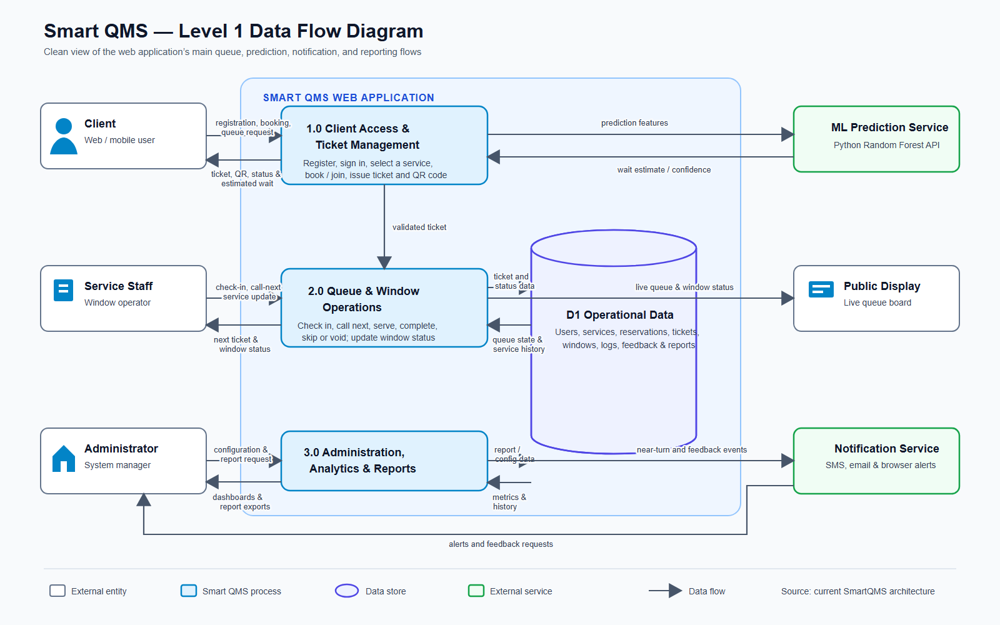 Smart QMS — Level 1 Data Flow Diagram
Clean view of the web application's main queue, prediction, notification, and reporting flows
SMART QMS WEB APPLICATION
Client
Web / mobile user
registration, booking,
queue request
ticket, QR, status &
estimated wait
1.0 Client Access &
Ticket Management
Register, sign in, select a service,
book / join, issue ticket and QR code
prediction features
wait estimate / confidence
ML Prediction Service
Python Random Forest API
validated ticket
Service Staff
Window operator
check-in, call-next
service update
next ticket &
window status
2.0 Queue & Window
Operations
Check in, call next, serve, complete,
skip or void; update window status
ticket and
status data
queue state &
service history
D1 Operational Data
Users, services, reservations, tickets,
windows, logs, feedback & reports
live queue & window status
Public Display
Live queue board
Administrator
System manager
configuration &
report request
dashboards &
report exports
3.0 Administration,
Analytics & Reports
report /
config data
metrics &
history
near-turn and feedback events
Notification Service
SMS, email & browser alerts
alerts and feedback requests
External entity
Smart QMS process
Data store
External service
Data flow
Source: current SmartQMS architecture